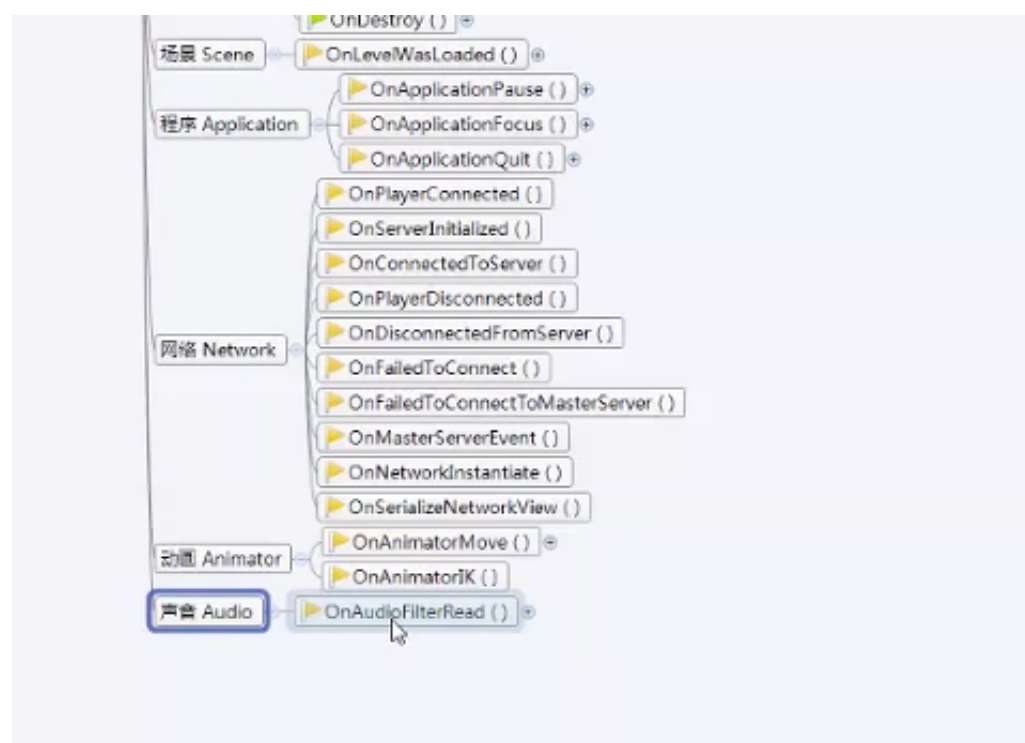 OnDestroy ( )
场景 Scene
OnLevelWasLoaded ( )
程序 Application
OnApplicationPause ( )
OnApplicationFocus ( )
OnApplicationQuit ( )
网络 Network
OnPlayerConnected ( )
OnServerInitialized ( )
OnConnectedToServer ( )
OnPlayerDisconnected ( )
OnDisconnectedFromServer ( )
OnFailedToConnect ( )
OnFailedToConnectToMasterServer ( )
OnMasterServerEvent ( )
OnNetworkInstantiate ( )
OnSerializeNetworkView ( )
动画 Animator
OnAnimatorMove ( )
OnAnimatorIK ( )
声音 Audio
OnAudioFilterRead ( )